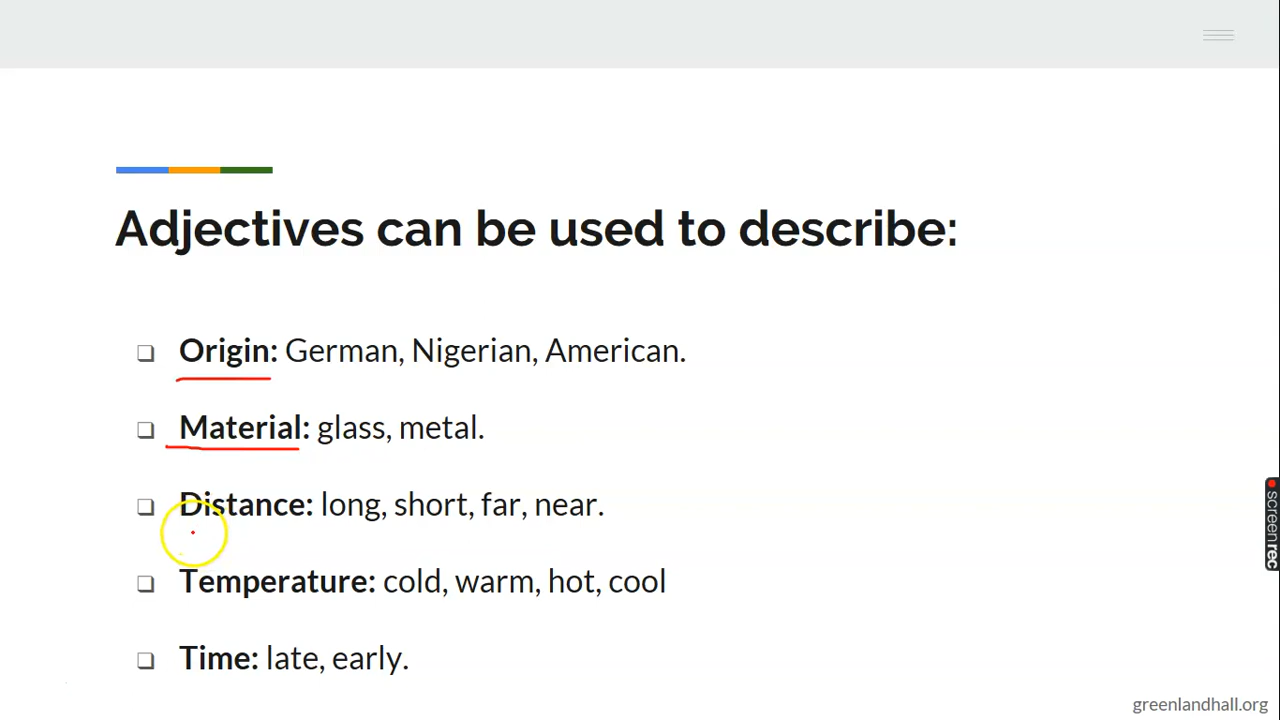 Adjectives can be used to describe:
❏ Origin: German, Nigerian, American.
❏ Material: glass, metal.
❏ Distance: long, short, far, near.
❏ Temperature: cold, warm, hot, cool
❏ Time: late, early.
screenrec
greenlandhall.org